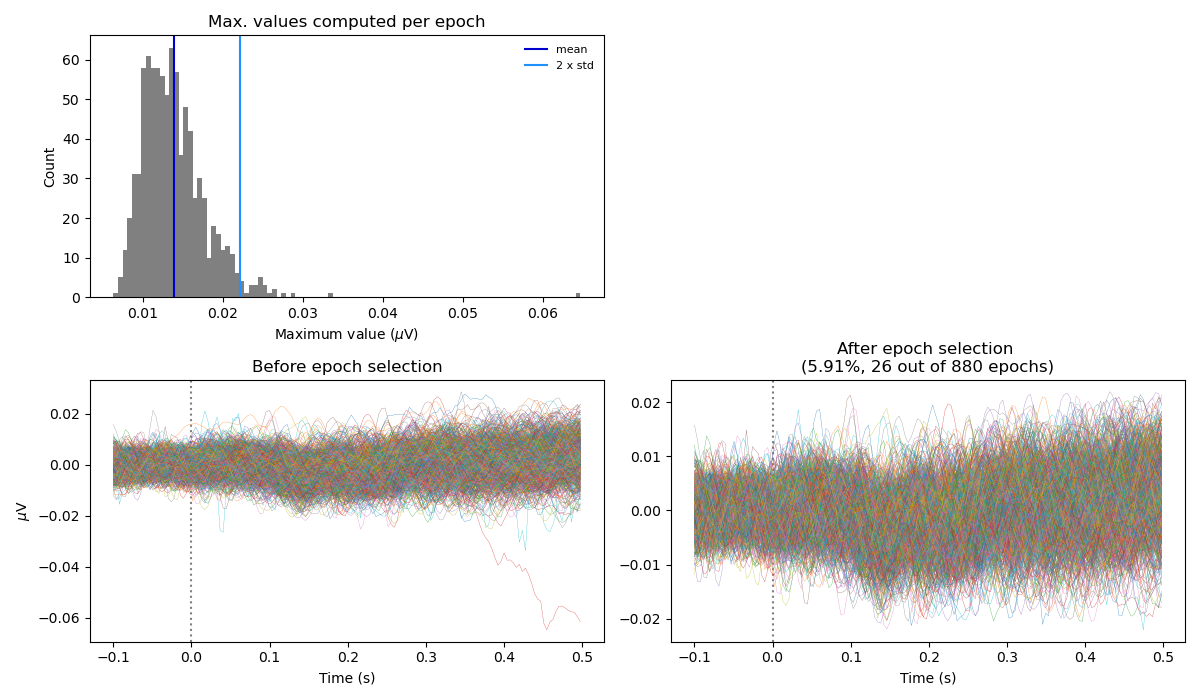 Max. values computed per epoch
60
50
40
30
20
10
0
Count
mean
2 x std
0.01 0.02 0.03 0.04 0.05 0.06
Maximum value (μV)
Before epoch selection
0.02
0.00
−0.02
−0.04
−0.06
μV
−0.1 0.0 0.1 0.2 0.3 0.4 0.5
Time (s)
After epoch selection
(5.91%, 26 out of 880 epochs)
0.02
0.01
0.00
−0.01
−0.02
−0.1 0.0 0.1 0.2 0.3 0.4 0.5
Time (s)